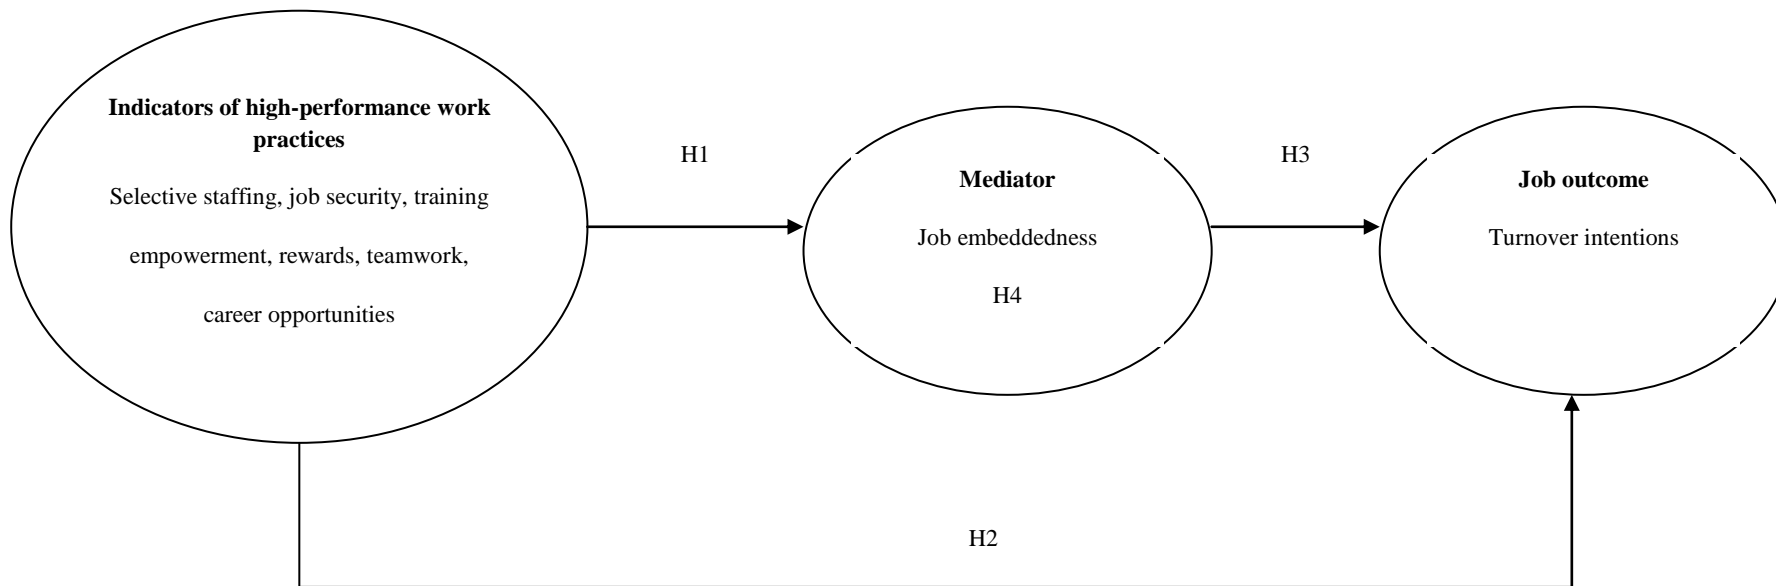 Indicators of high-performance work
practices
Selective staffing, job security, training
empowerment, rewards, teamwork,
career opportunities
H1
Mediator
Job embeddedness
H4
H3
Job outcome
Turnover intentions
H2